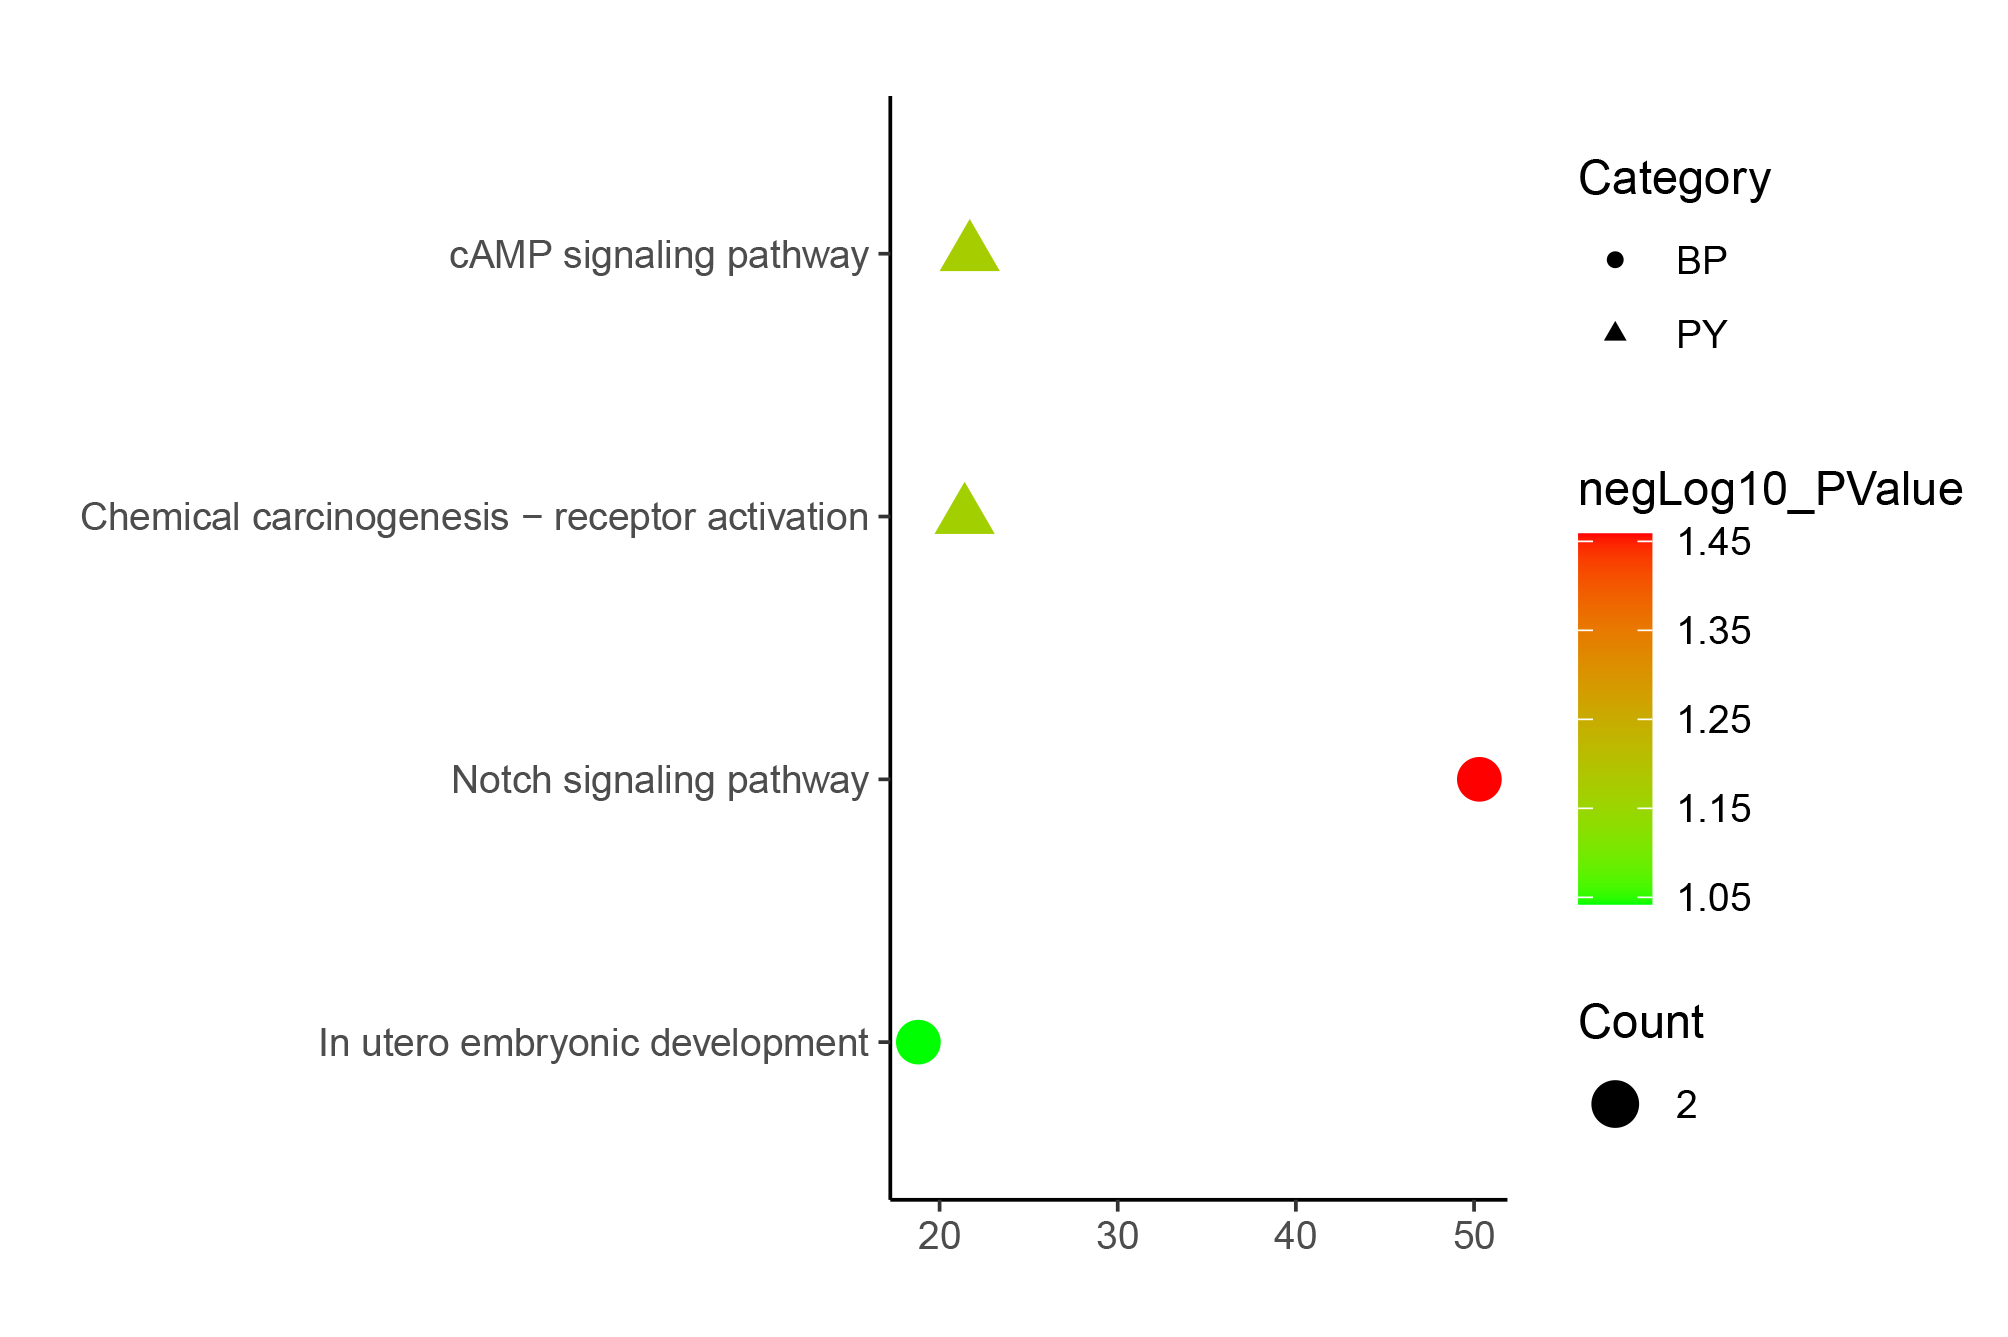 cAMP signaling pathway
Chemical carcinogenesis − receptor activation
Notch signaling pathway
In utero embryonic development
20 30 40 50
Category
BP
PY
negLog10_PValue
1.45
1.35
1.25
1.15
1.05
Count
2